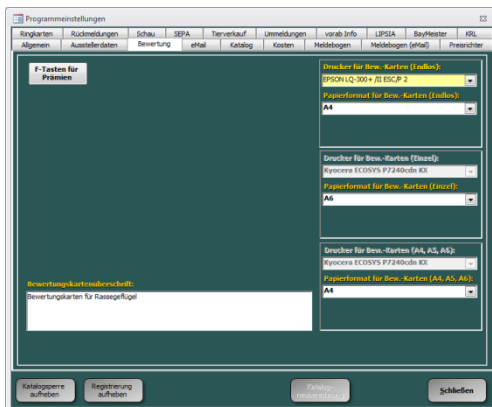 Programmeinstellungen
Ringkarten Rückmeldungen Schau SEPA Tierverkauf Ummeldungen vorab Info LIPSIA BayMeister KRL
Allgemein Ausstellerdaten Bewertung eMail Katalog Kosten Meldebogen Meldebogen (eMail) Preisrichter
F-Tasten für
Prämien
Drucker für Bew.-Karten (Endlos):
EPSON LQ-300+ /II ESC/P 2
Papierformat für Bew.-Karten (Endlos):
A4
Drucker für Bew.-Karten (Einzel):
Kyocera ECOSYS P7240cdn KX
Papierformat für Bew.-Karten (Einzel):
A6
Drucker für Bew.-Karten (A4, A5, A6):
Kyocera ECOSYS P7240cdn KX
Papierformat für Bew.-Karten (A4, A5, A6):
A4
Bewertungskartenüberschrift:
Bewertungskarten für Rassegeflügel
Katalogsperre
aufheben
Registrierung
aufheben
Katalog-
Schließen